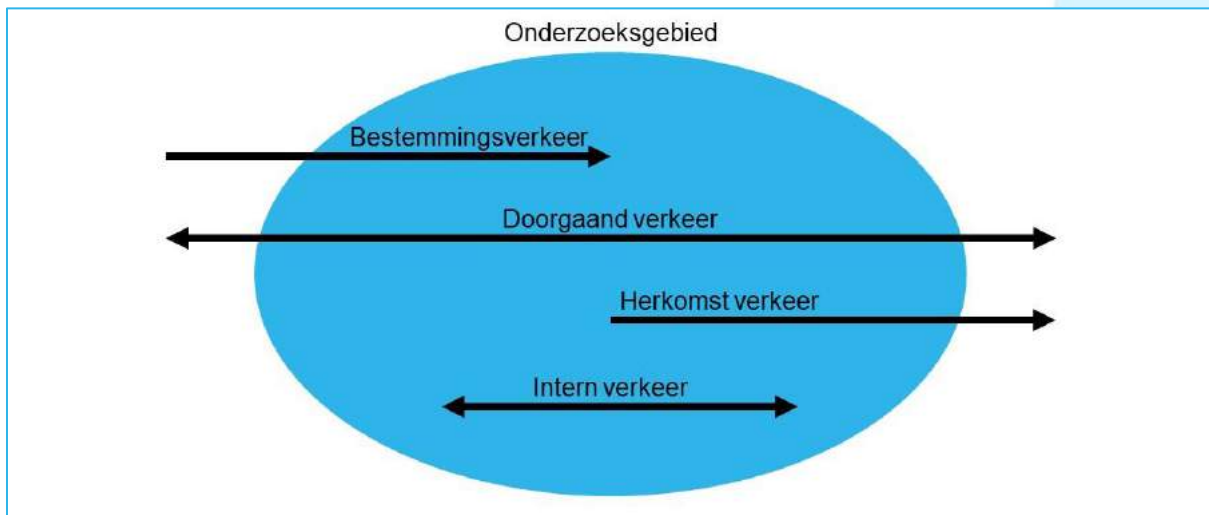 Onderzoeksgebied
Bestemmingsverkeer
Doorgaand verkeer
Herkomst verkeer
Intern verkeer